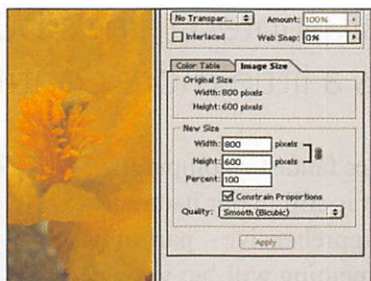 No Transpar... Amount: 100%
Interlaced Web Snap: 0%
Color Table Image Size
Original Size
Width: 800 pixels
Height: 600 pixels
New Size
Width: 800 pixels
Height: 600 pixels
Percent: 100
Constrain Proportions
Quality: Smooth (Bicubic)
Apply